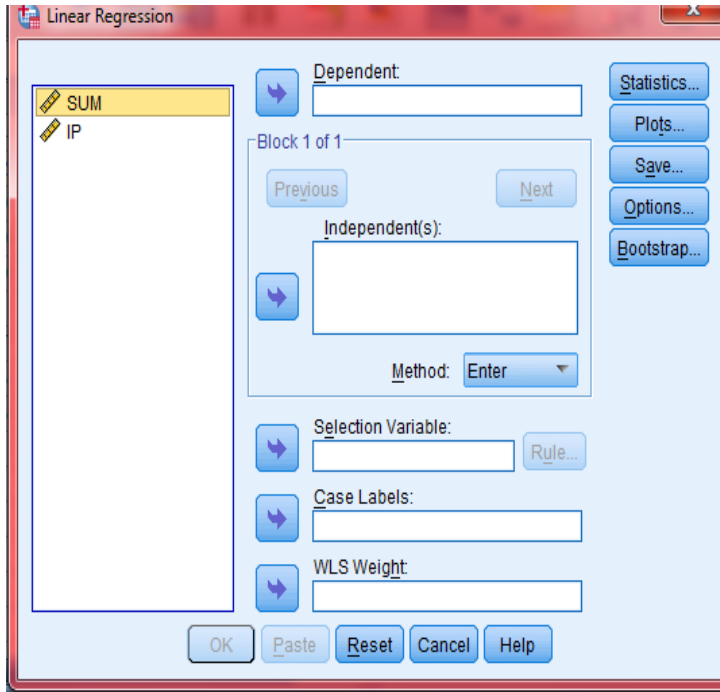 Linear Regression
X
SUM
IP
Dependent:
Block 1 of 1
Previous
Next
Independent(s):
Method: Enter
Selection Variable:
Rule...
Case Labels:
WLS Weight:
Statistics...
Plots...
Save...
Options...
Bootstrap...
OK Paste Reset Cancel Help